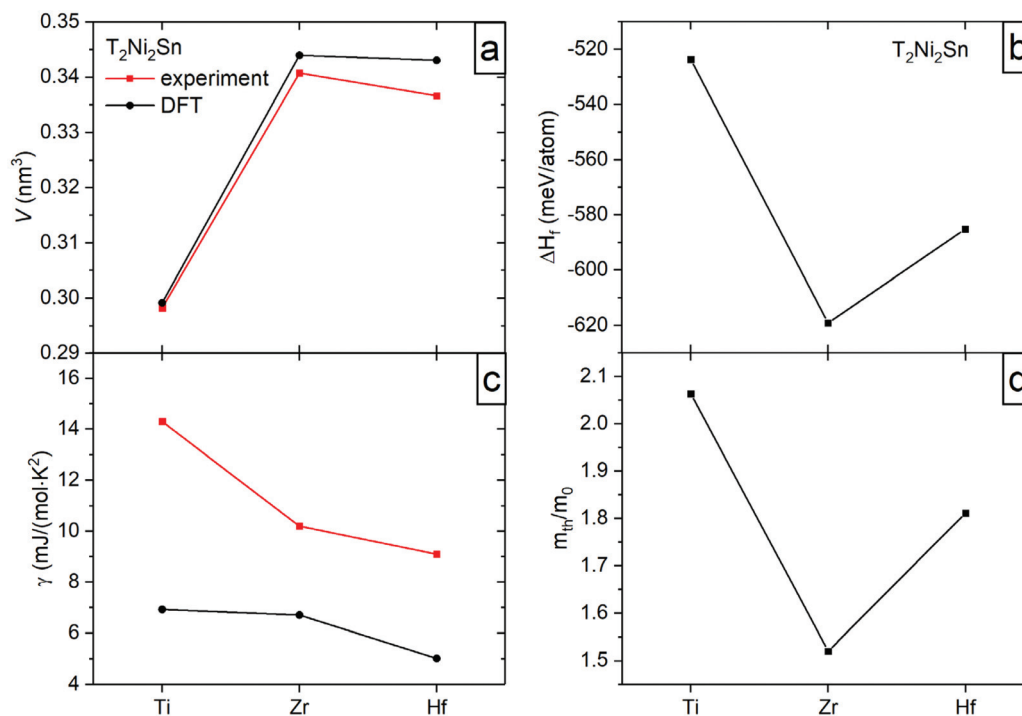 a
T₂Ni₂Sn
experiment
DFT
V (nm³)
0.35
0.34
0.33
0.32
0.31
0.30
0.29
b
T₂Ni₂Sn
ΔH_f (meV/atom)
-520
-540
-560
-580
-600
-620
c
γ (mJ/(mol·K²)
16
14
12
10
8
6
4
Ti Zr Hf
d
m_th/m₀
2.1
2.0
1.9
1.8
1.7
1.6
1.5
Ti Zr Hf